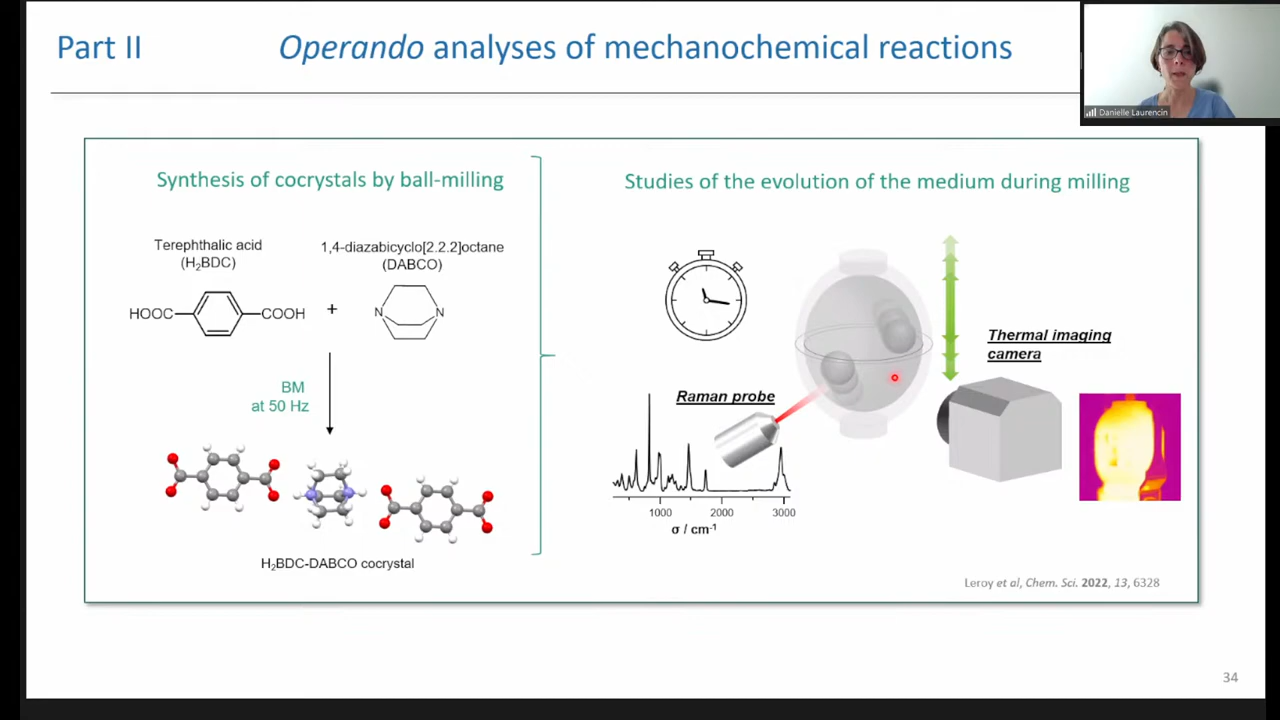 Part II
Operando analyses of mechanochemical reactions
Danielle Laurencin
Synthesis of cocrystals by ball-milling
Terephthalic acid
(H₂BDC)
1,4-diazabicyclo[2.2.2]octane
(DABCO)
HOOC
COOH
+
N
N
BM
at 50 Hz
H₂BDC-DABCO cocrystal
Studies of the evolution of the medium during milling
Thermal imaging
camera
Raman probe
1000 2000 3000
σ / cm⁻¹
Leroy et al, Chem. Sci. 2022, 13, 6328
34